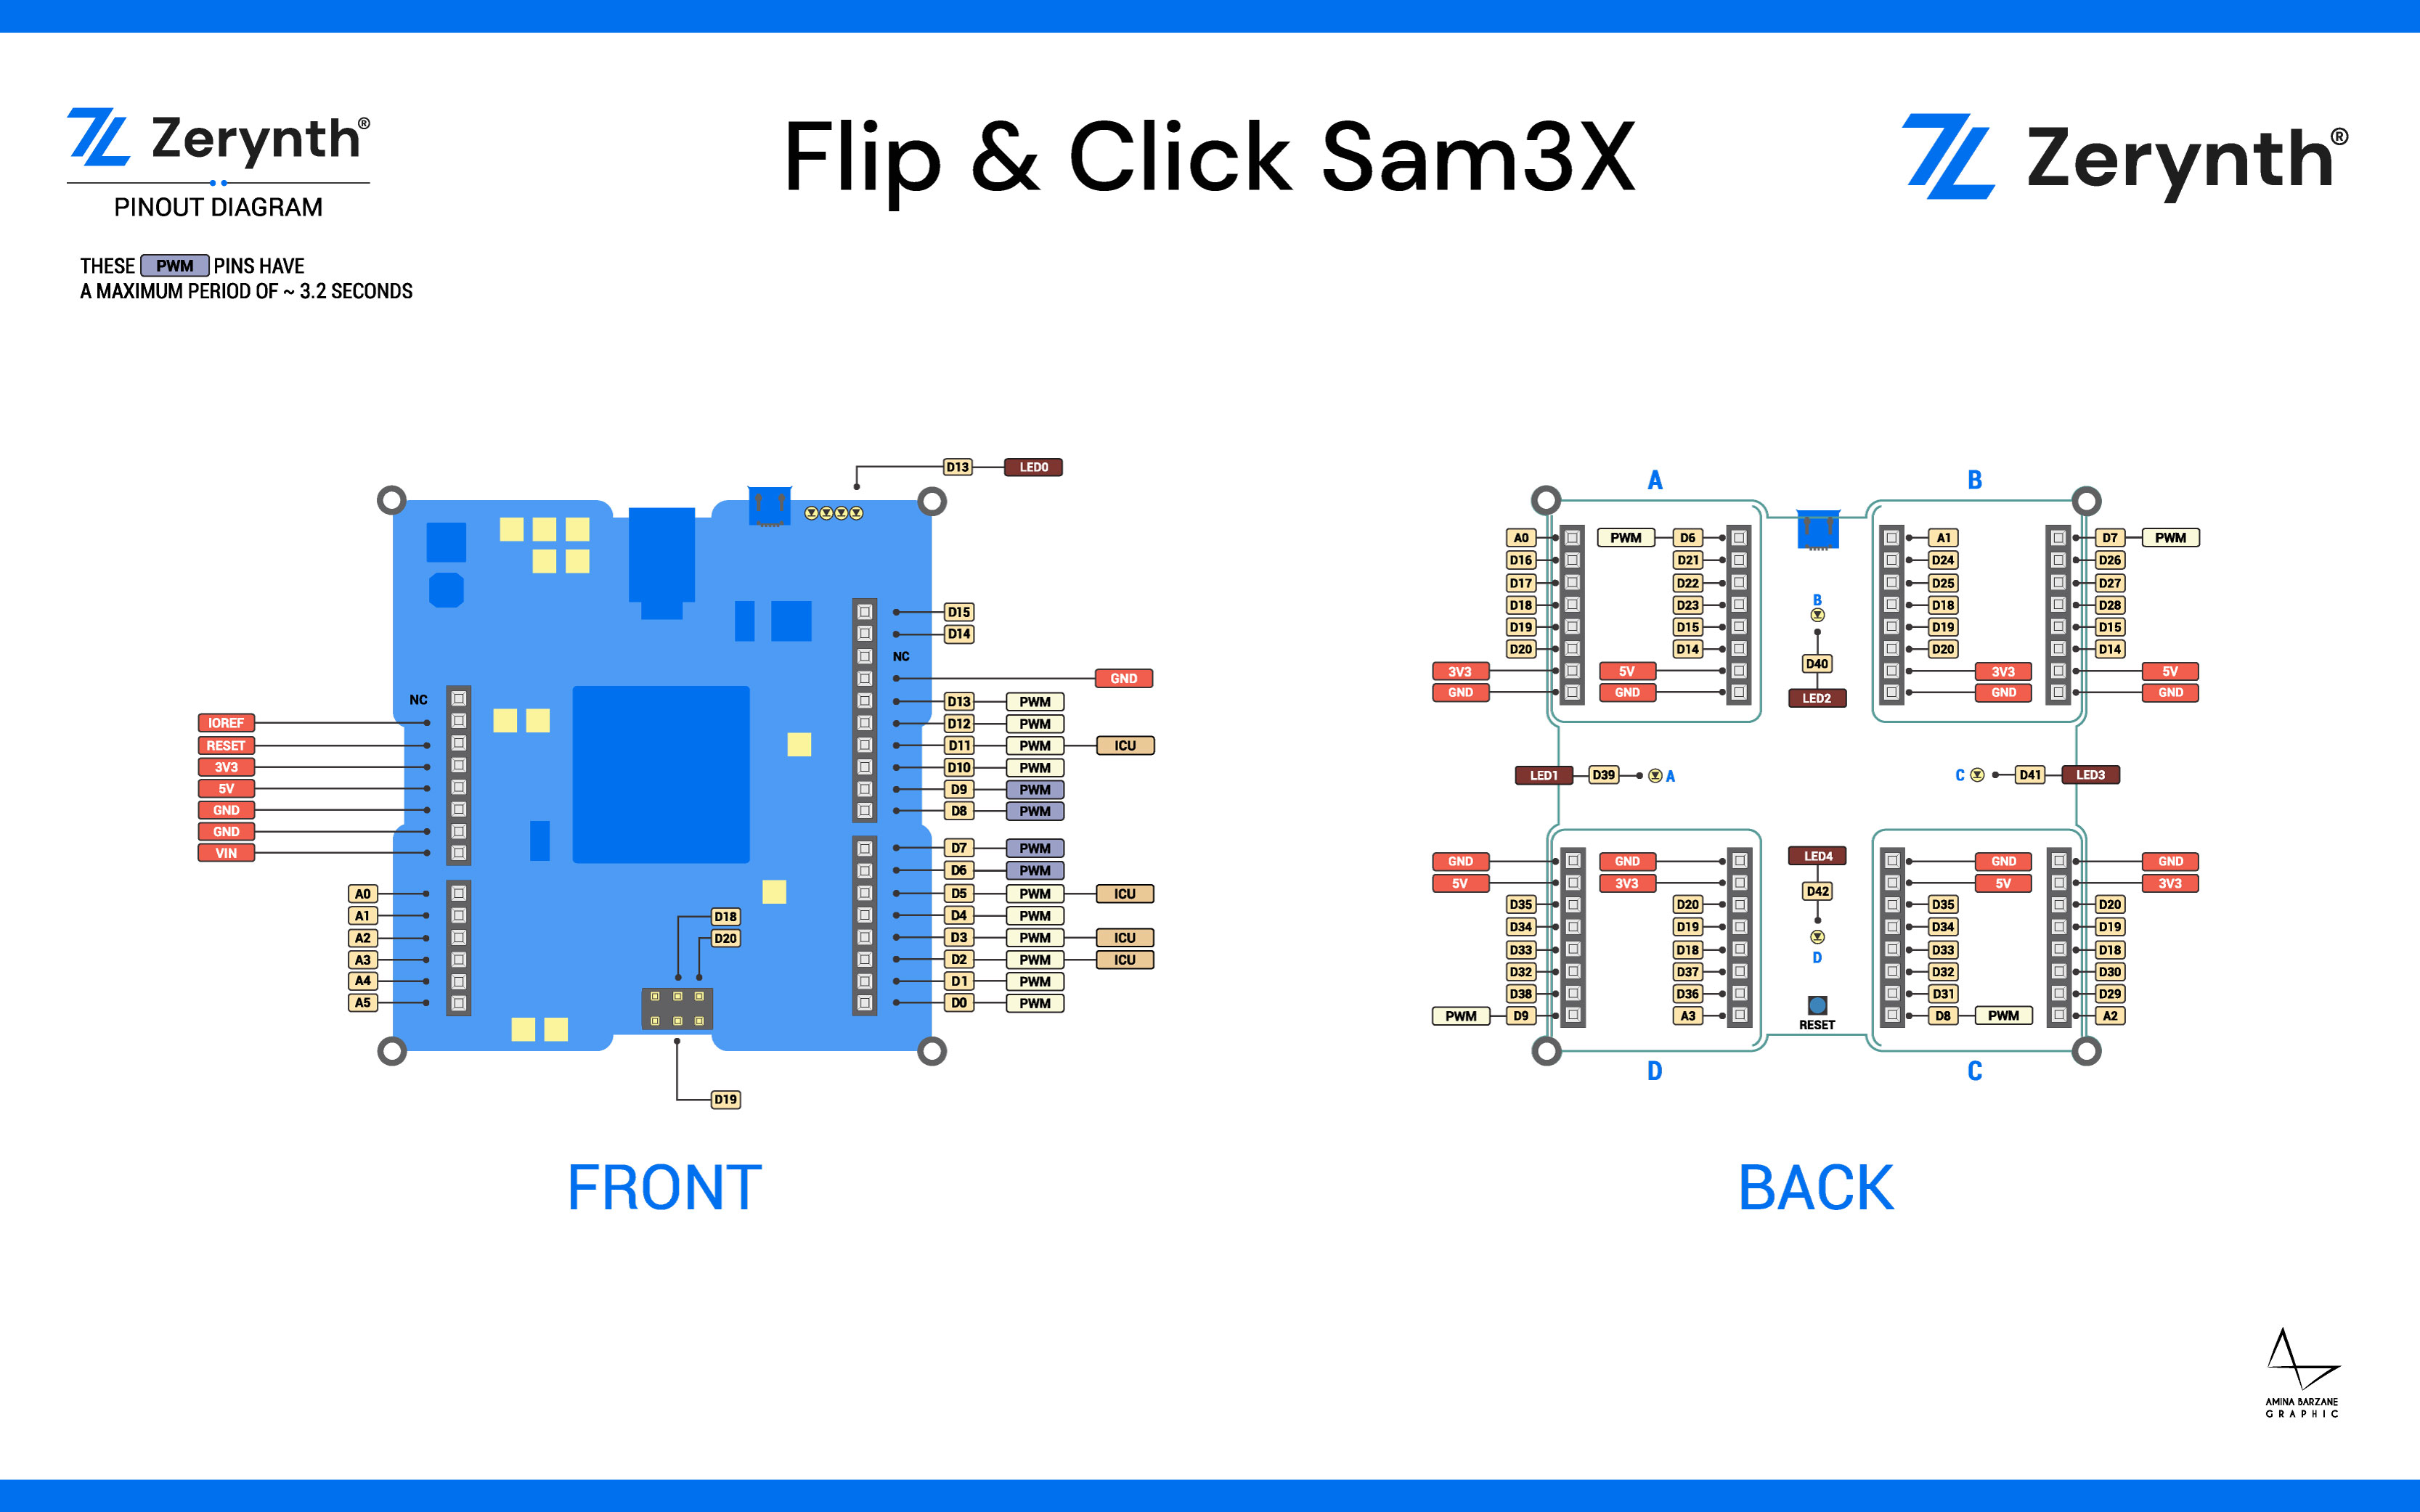 Zerynth®
PINOUT DIAGRAM
THESE PWM PINS HAVE
A MAXIMUM PERIOD OF ~ 3.2 SECONDS
Flip & Click Sam3X
Zerynth®
D13 LED0
D15
D14
NC
GND
D13 PWM
D12 PWM
D11 PWM ICU
D10 PWM
D9 PWM
D8 PWM
D7 PWM
D6 PWM
D5 PWM ICU
D4 PWM
D3 PWM ICU
D2 PWM ICU
D1 PWM
D0 PWM
NC
IOREF
RESET
3V3
5V
GND
GND
VIN
A0
A1
A2
A3
A4
A5
D18
D20
D19
FRONT
A B
A0 PWM D6 A1 D7 PWM
D16 D21 D24 D26
D17 D22 D25 D27
D18 D23 D18 D28
D19 D15 D19 D15
D20 D14 D20 D14
3V3 5V 3V3 5V
GND GND GND GND
B
D40
LED2
LED1 D39 A C D41 LED3
GND GND GND GND
5V 3V3 5V 3V3
D35 D20 D35 D20
D34 D19 D34 D19
D33 D18 D33 D18
D32 D37 D32 D30
D38 D36 D31 D29
PWM D9 A3 D8 PWM A2
LED4
D42
D
RESET
D C
BACK
AMINA BARZANE
GRAPHIC